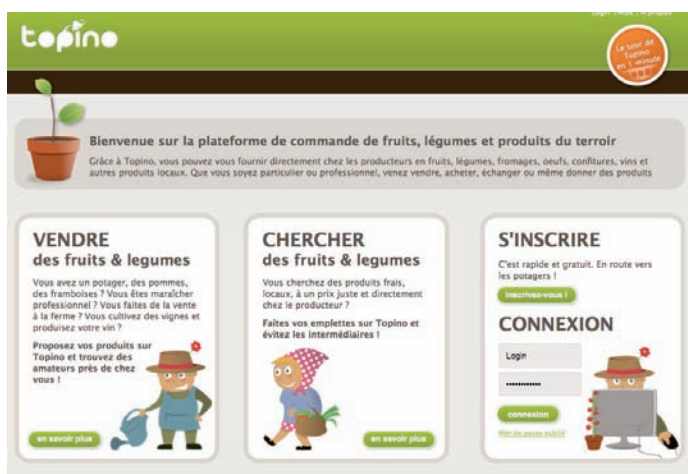 Login | Aide | A propos
topino
Le tour de
Topino
en 1 minute
Bienvenue sur la plateforme de commande de fruits, légumes et produits du terroir
Grâce à Topino, vous pouvez vous fournir directement chez les producteurs en fruits, légumes, fromages, oeufs, confitures, vins et
autres produits locaux. Que vous soyez particulier ou professionnel, venez vendre, acheter, échanger ou même donner des produits
VENDRE
des fruits & legumes
Vous avez un potager, des pommes,
des framboises ? Vous êtes maraîcher
professionnel ? Vous faites de la vente
à la ferme ? Vous cultivez des vignes et
produisez votre vin ?
Proposez vos produits sur
Topino et trouvez des
amateurs près de chez
vous !
en savoir plus
CHERCHER
des fruits & legumes
Vous cherchez des produits frais,
locaux, à un prix juste et directement
chez le producteur ?
Faites vos emplettes sur Topino et
évitez les intermédiaires !
en savoir plus
S'INSCRIRE
C'est rapide et gratuit. En route vers
les potagers !
inscrivez-vous !
CONNEXION
Login
••••••••••••
connexion
Mot de passe oublié